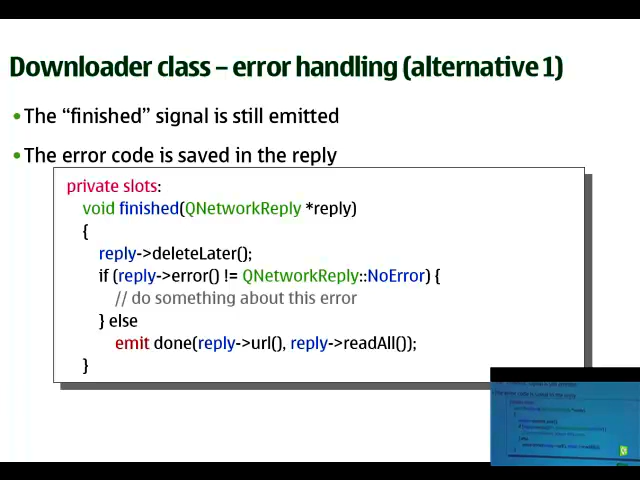 Downloader class – error handling (alternative 1)
•The “finished” signal is still emitted
•The error code is saved in the reply
private slots:
void finished(QNetworkReply *reply)
{
reply->deleteLater();
if (reply->error() != QNetworkReply::NoError) {
// do something about this error
} else
emit done(reply->url(), reply->readAll());
}